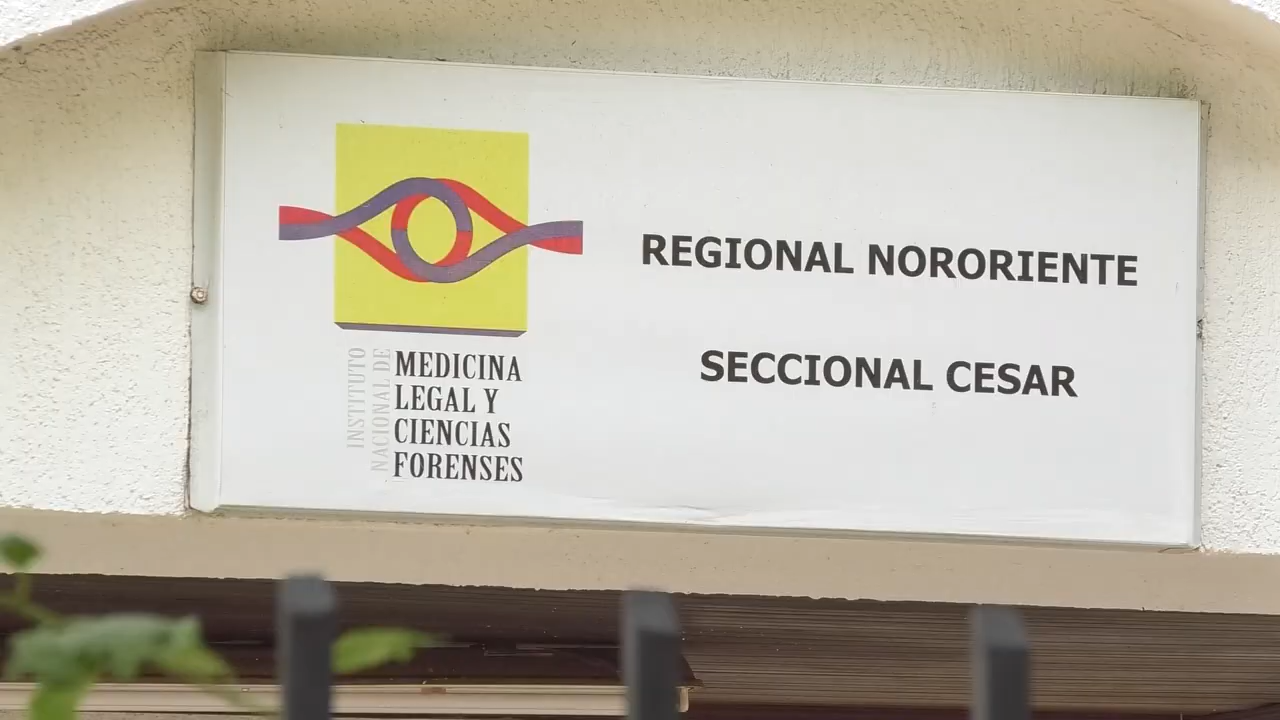 INSTITUTO
NACIONAL DE
MEDICINA
LEGAL Y
CIENCIAS
FORENSES
REGIONAL NORORIENTE
SECCIONAL CESAR